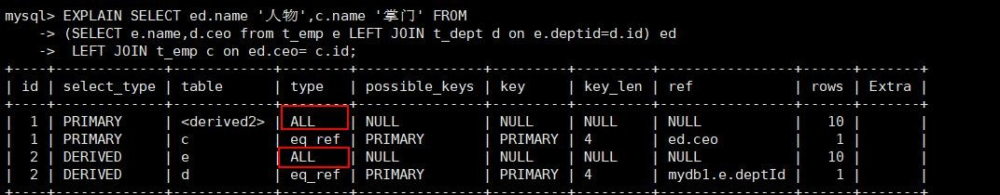 mysql> EXPLAIN SELECT ed.name '人物',c.name '掌门' FROM
    -> (SELECT e.name,d.ceo from t_emp e LEFT JOIN t_dept d on e.deptid=d.id) ed
    ->  LEFT JOIN t_emp c on ed.ceo= c.id;
+----+-------------+------------+--------+---------------+---------+---------+----------------+------+-------+
| id | select_type | table      | type   | possible_keys | key     | key_len | ref            | rows | Extra |
+----+-------------+------------+--------+---------------+---------+---------+----------------+------+-------+
|  1 | PRIMARY     | <derived2> | ALL    | NULL          | NULL    | NULL    | NULL           |   10 |       |
|  1 | PRIMARY     | c          | eq_ref | PRIMARY       | PRIMARY | 4       | ed.ceo         |    1 |       |
|  2 | DERIVED     | e          | ALL    | NULL          | NULL    | NULL    | NULL           |   10 |       |
|  2 | DERIVED     | d          | eq_ref | PRIMARY       | PRIMARY | 4       | mydb1.e.deptId |    1 |       |
+----+-------------+------------+--------+---------------+---------+---------+----------------+------+-------+